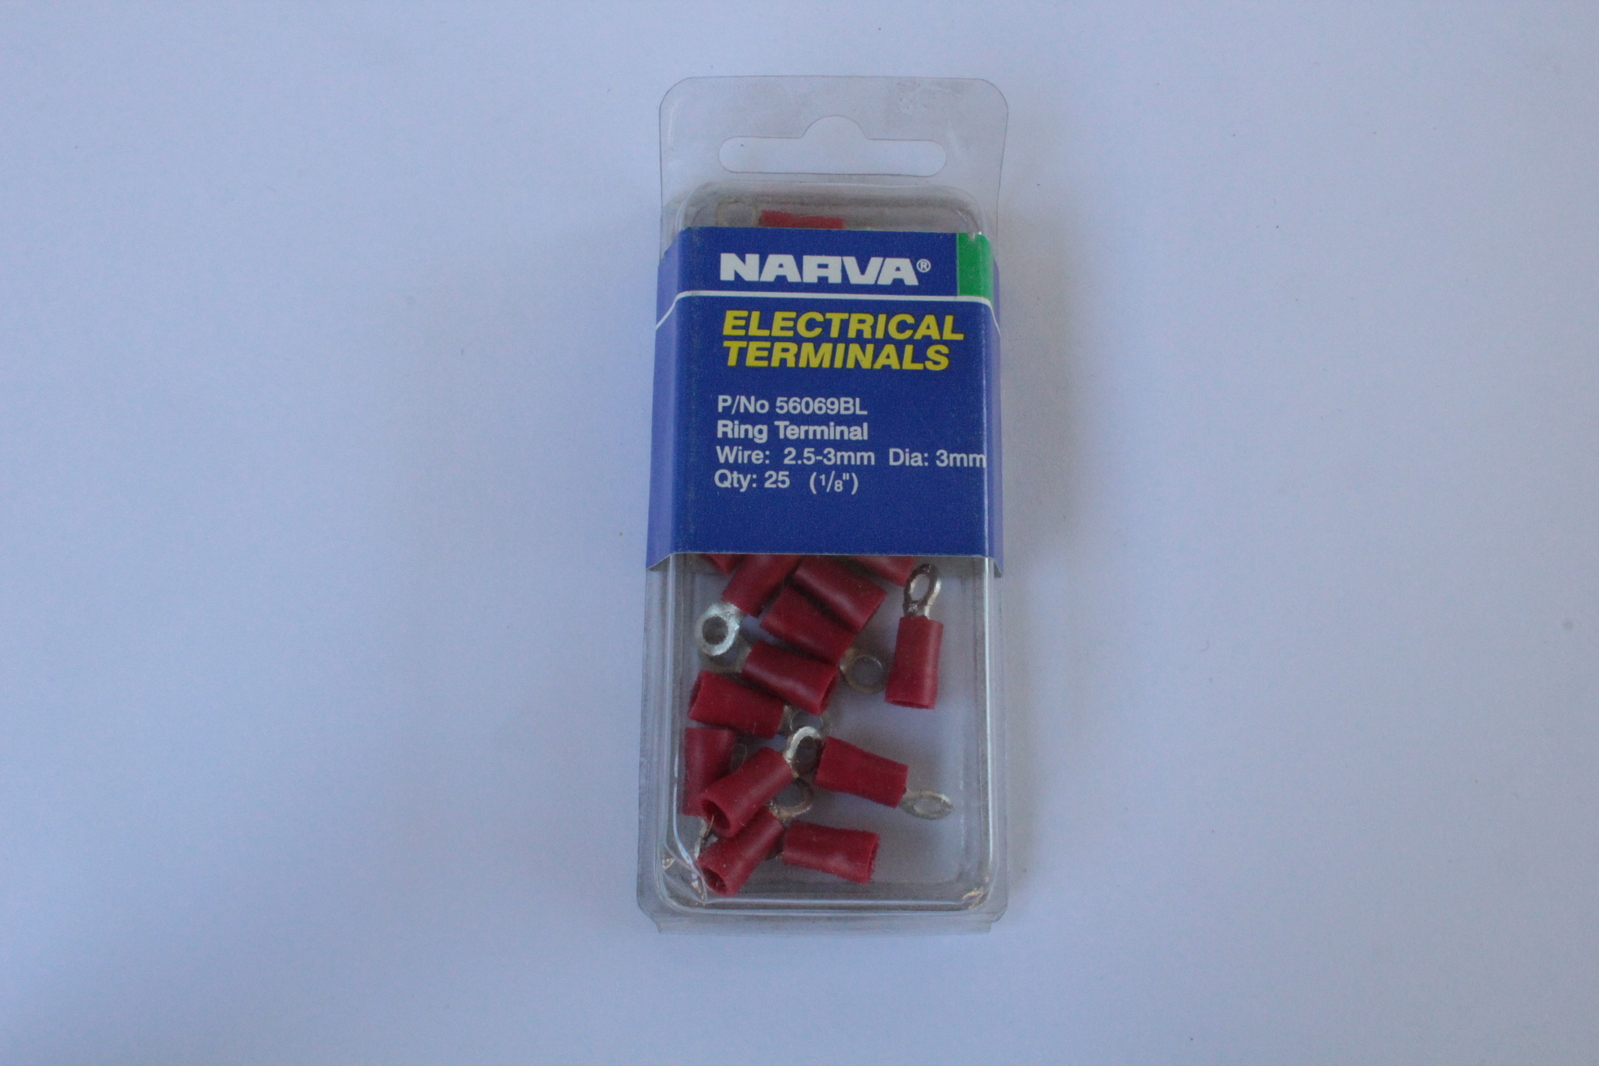 NARVA®
ELECTRICAL
TERMINALS
P/No 56069BL
Ring Terminal
Wire: 2.5-3mm Dia: 3mm
Qty: 25 (1/8")